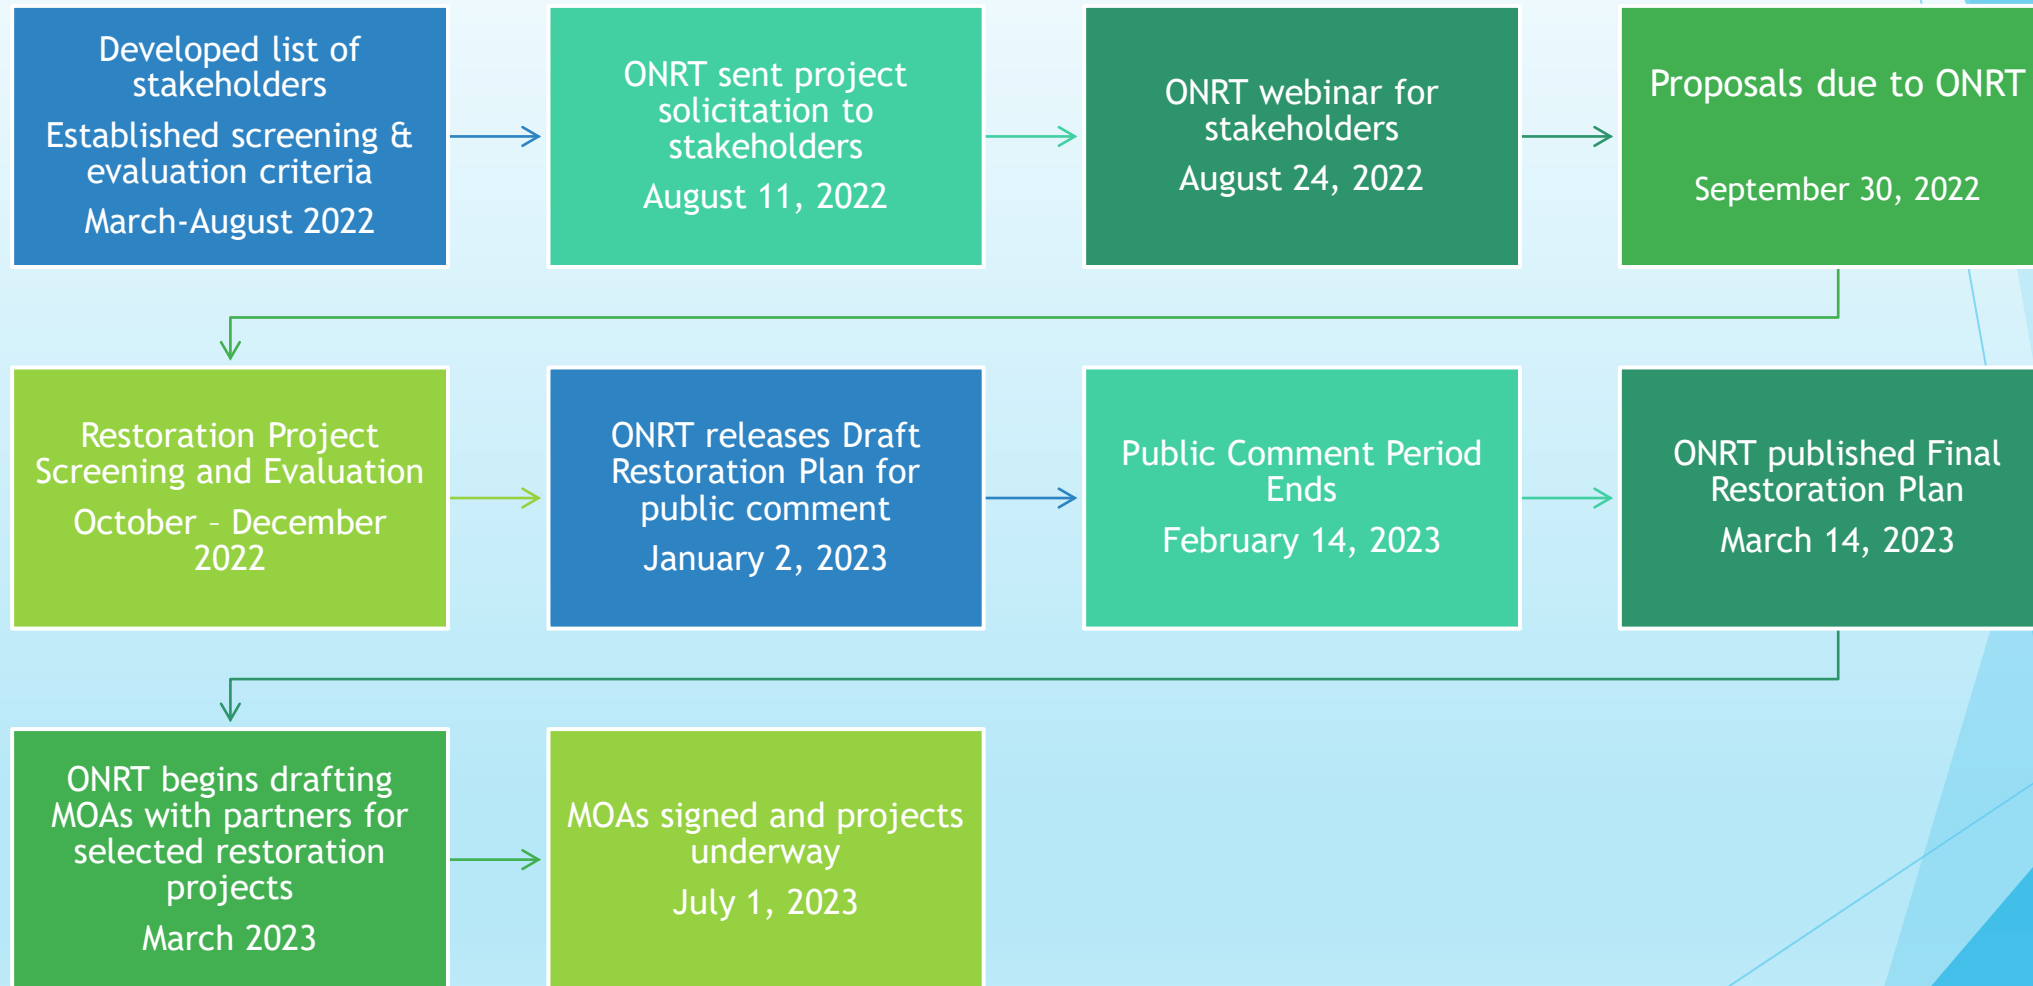 Developed list of
stakeholders
Established screening &
evaluation criteria
March-August 2022
ONRT sent project
solicitation to
stakeholders
August 11, 2022
ONRT webinar for
stakeholders
August 24, 2022
Proposals due to ONRT
September 30, 2022
Restoration Project
Screening and Evaluation
October – December
2022
ONRT releases Draft
Restoration Plan for
public comment
January 2, 2023
Public Comment Period
Ends
February 14, 2023
ONRT published Final
Restoration Plan
March 14, 2023
ONRT begins drafting
MOAs with partners for
selected restoration
projects
March 2023
MOAs signed and projects
underway
July 1, 2023